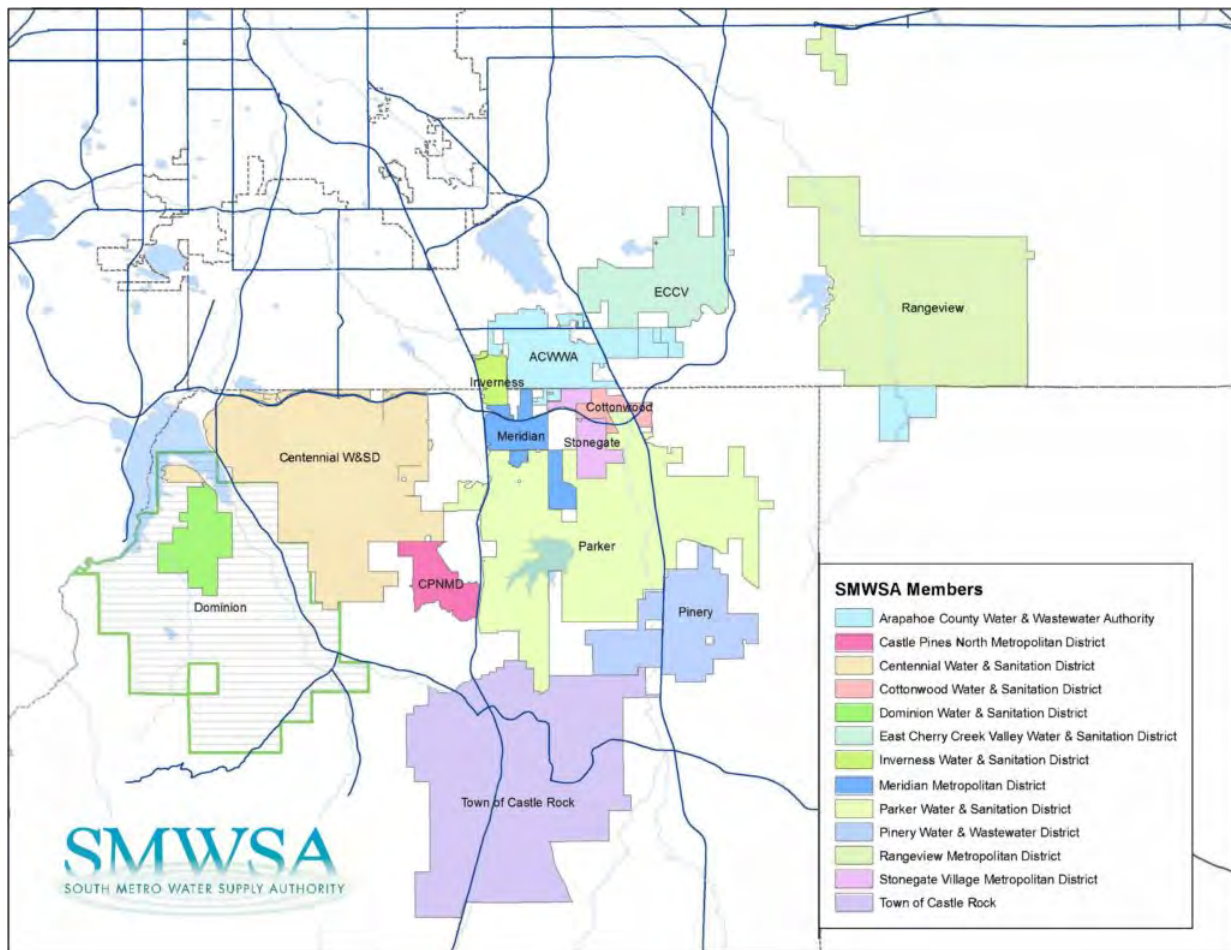 ECCV
Rangeview
ACWWA
Inverness
Cottonwood
Meridian
Stonegate
Centennial W&SD
Parker
CPNMD
Dominion
Pinery
Town of Castle Rock
SMWSA Members
Arapahoe County Water & Wastewater Authority
Castle Pines North Metropolitan District
Centennial Water & Sanitation District
Cottonwood Water & Sanitation District
Dominion Water & Sanitation District
East Cherry Creek Valley Water & Sanitation District
Inverness Water & Sanitation District
Meridian Metropolitan District
Parker Water & Sanitation District
Pinery Water & Wastewater District
Rangeview Metropolitan District
Stonegate Village Metropolitan District
Town of Castle Rock
SMWSA
SOUTH METRO WATER SUPPLY AUTHORITY